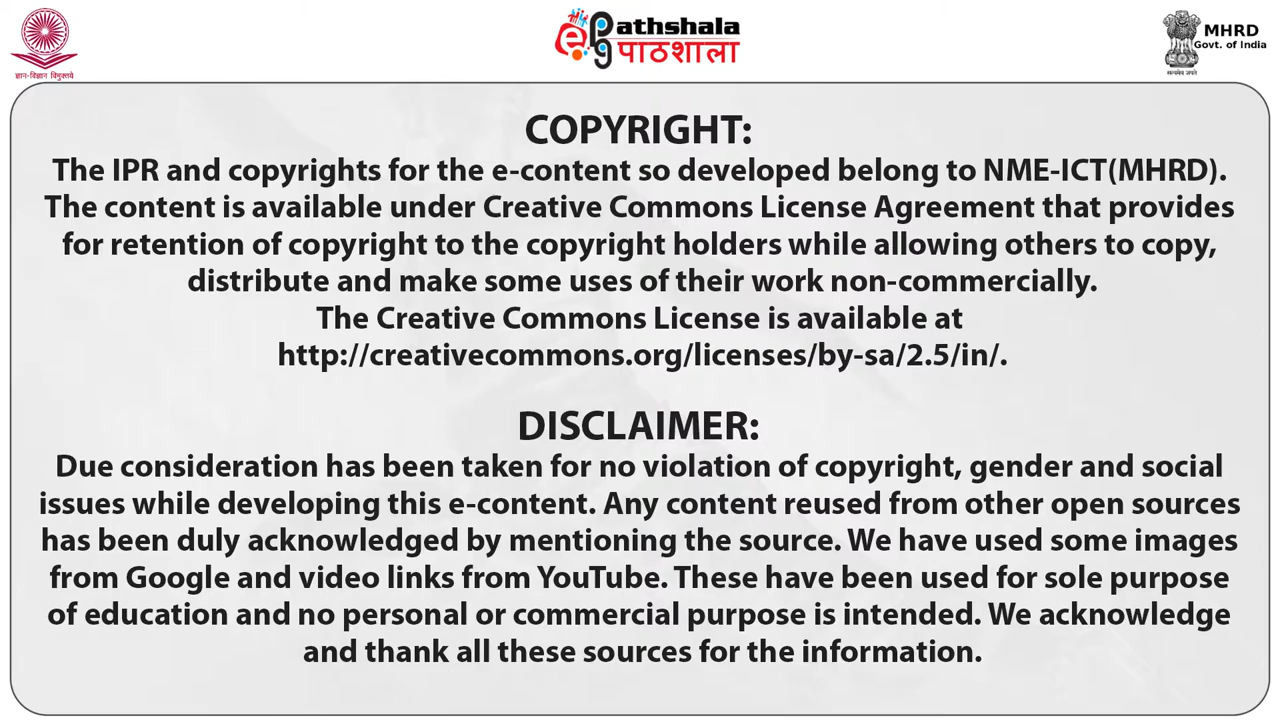 ज्ञान-विज्ञान विमुक्तये
e Pathshala
पाठशाला
MHRD
Govt. of India
सत्यमेव जयते
COPYRIGHT:
The IPR and copyrights for the e-content so developed belong to NME-ICT(MHRD).
The content is available under Creative Commons License Agreement that provides
for retention of copyright to the copyright holders while allowing others to copy,
distribute and make some uses of their work non-commercially.
The Creative Commons License is available at
http://creativecommons.org/licenses/by-sa/2.5/in/.
DISCLAIMER:
Due consideration has been taken for no violation of copyright, gender and social
issues while developing this e-content. Any content reused from other open sources
has been duly acknowledged by mentioning the source. We have used some images
from Google and video links from YouTube. These have been used for sole purpose
of education and no personal or commercial purpose is intended. We acknowledge
and thank all these sources for the information.